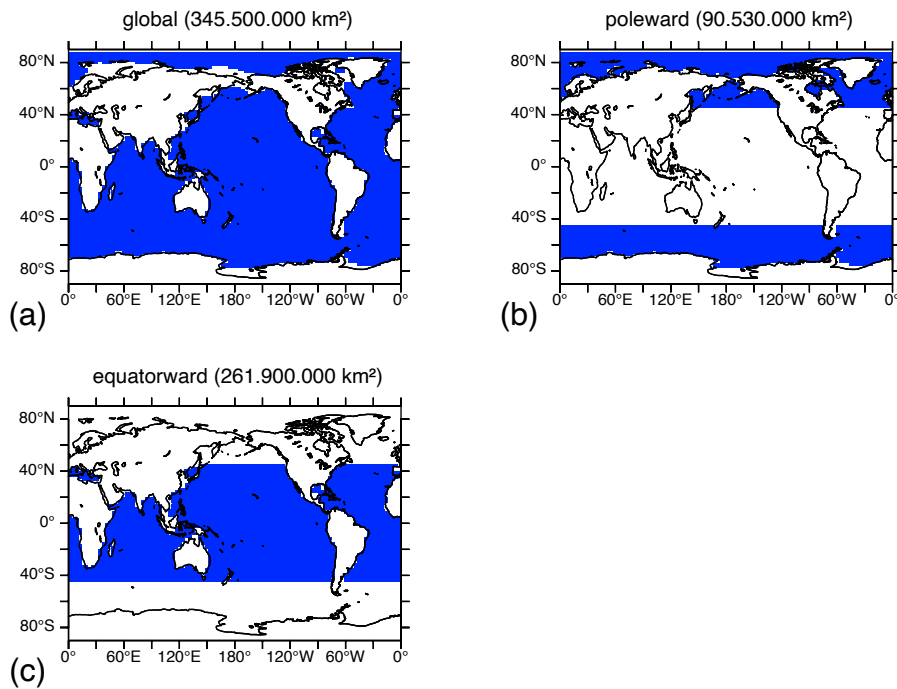 global (345.500.000 km²)
80°N
40°N
0°
40°S
80°S
0° 60°E 120°E 180° 120°W 60°W 0°
(a)
poleward (90.530.000 km²)
80°N
40°N
0°
40°S
80°S
0° 60°E 120°E 180° 120°W 60°W 0°
(b)
equatorward (261.900.000 km²)
80°N
40°N
0°
40°S
80°S
0° 60°E 120°E 180° 120°W 60°W 0°
(c)